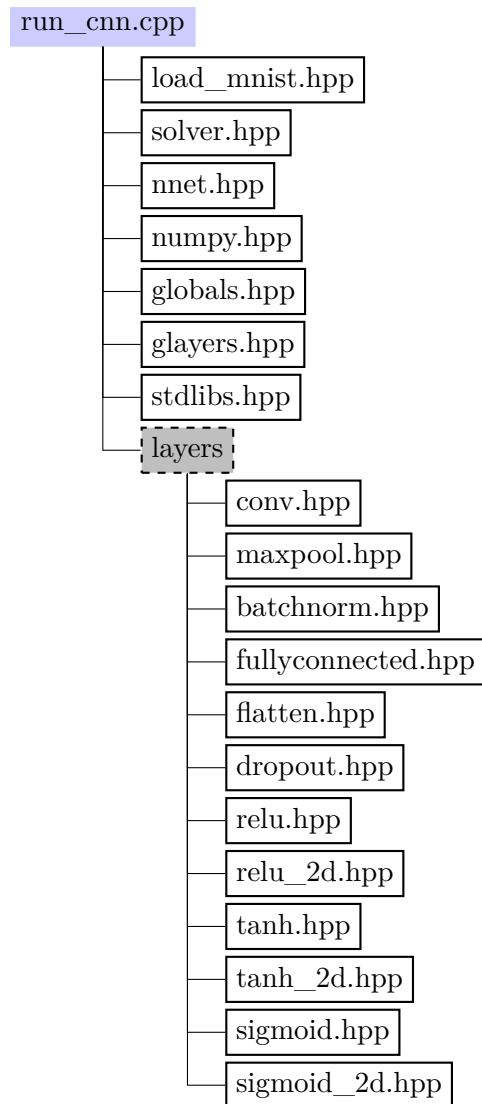 run_cnn.cpp
load_mnist.hpp
solver.hpp
nnet.hpp
numpy.hpp
globals.hpp
glayers.hpp
stdlibs.hpp
layers
conv.hpp
maxpool.hpp
batchnorm.hpp
fullyconnected.hpp
flatten.hpp
dropout.hpp
relu.hpp
relu_2d.hpp
tanh.hpp
tanh_2d.hpp
sigmoid.hpp
sigmoid_2d.hpp